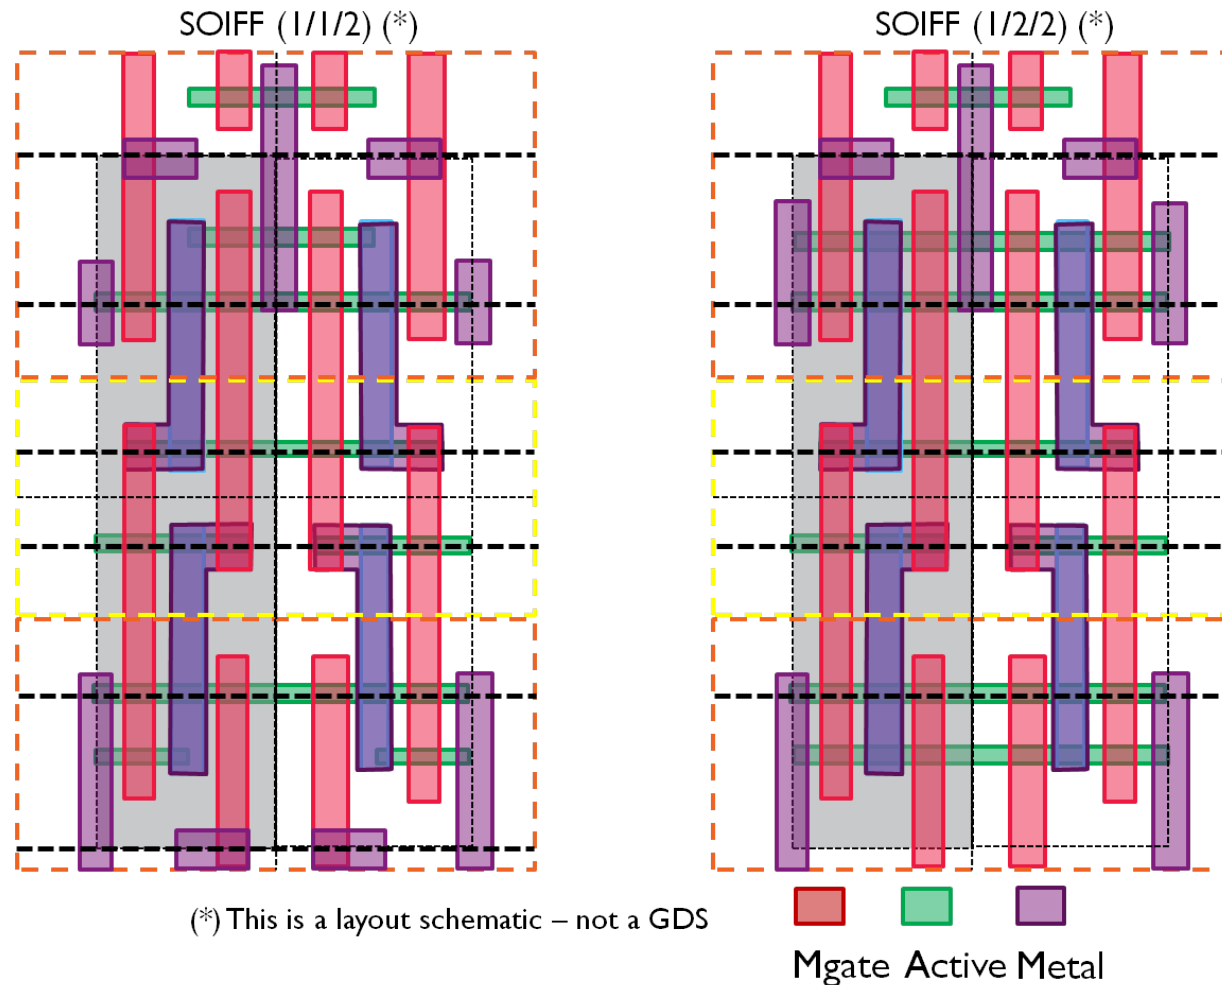 SOIFF (1/1/2) (*)
SOIFF (1/2/2) (*)
(*) This is a layout schematic – not a GDS
Mgate Active Metal